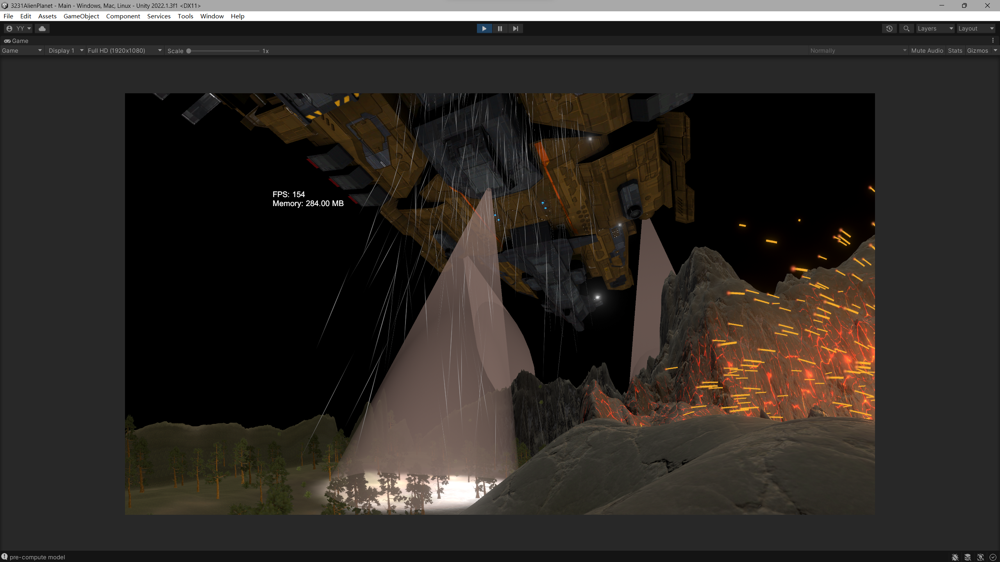 3231AlienPlanet - Main - Windows, Mac, Linux - Unity 2022.1.3f1 <DX11>
File Edit Assets GameObject Component Services Tools Window Help
YY Layers Layout
Game
Game Display 1 Full HD (1920x1080) Scale 1x Normally Mute Audio Stats Gizmos
FPS: 154
Memory: 284.00 MB
pre-compute model